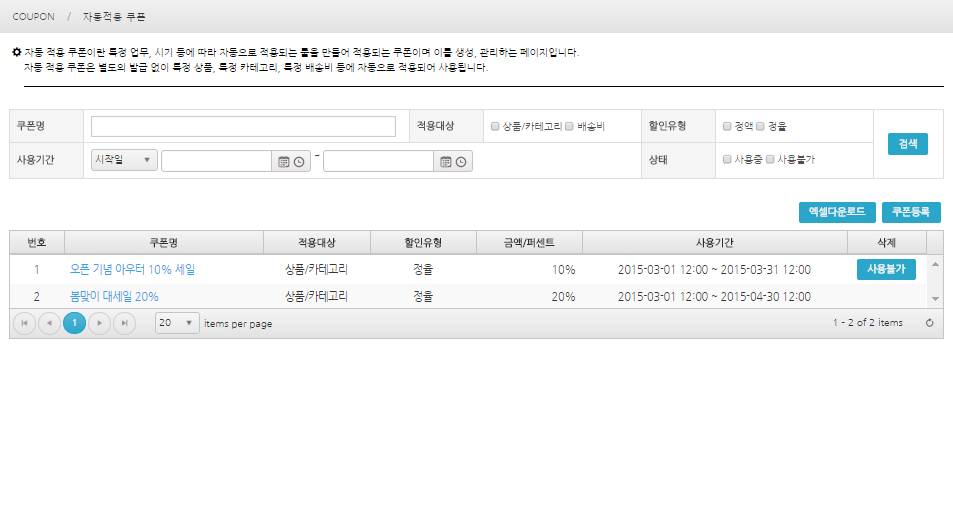 COUPON / 자동적용 쿠폰
자동 적용 쿠폰이란 특정 업무, 시기 등에 따라 자동으로 적용되는 룰을 만들어 적용되는 쿠폰이며 이를 생성, 관리하는 페이지입니다.
자동 적용 쿠폰은 별도의 발급 없이 특정 상품, 특정 카테고리, 특정 배송비 등에 자동으로 적용되어 사용됩니다.
쿠폰명 적용대상 상품/카테고리 배송비 할인유형 정액 정율
검색
사용기간 시작일 ~ 상태 사용중 사용불가
엑셀다운로드 쿠폰등록
번호 쿠폰명 적용대상 할인유형 금액/퍼센트 사용기간 삭제
1 오픈 기념 아우터 10% 세일 상품/카테고리 정율 10% 2015-03-01 12:00 ~ 2015-03-31 12:00 사용불가
2 봄맞이 대세일 20% 상품/카테고리 정율 20% 2015-03-01 12:00 ~ 2015-04-30 12:00
1 20 items per page 1 - 2 of 2 items